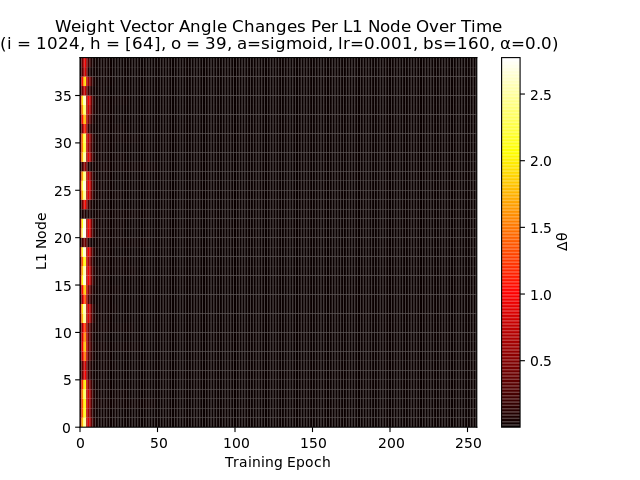 Weight Vector Angle Changes Per L1 Node Over Time
(i = 1024, h = [64], o = 39, a=sigmoid, lr=0.001, bs=160, α=0.0)
35
30
25
20
15
10
5
0
L1 Node
0 50 100 150 200 250
Training Epoch
2.5
2.0
1.5
1.0
0.5
Δθ